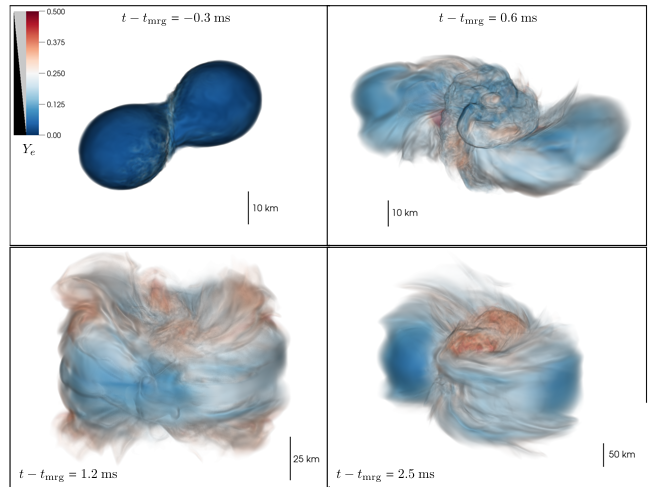 t − t_mrg = −0.3 ms
0.500
0.375
0.250
0.125
0.00
Y_e
10 km
t − t_mrg = 0.6 ms
10 km
25 km
t − t_mrg = 1.2 ms
50 km
t − t_mrg = 2.5 ms